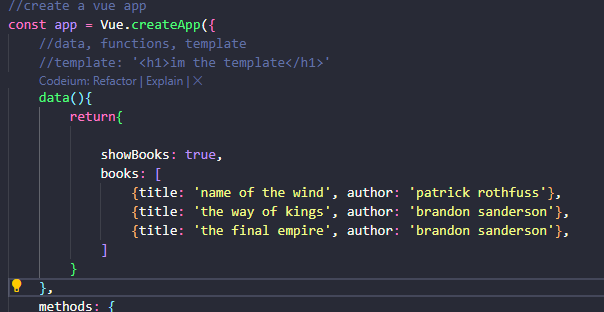 //create a vue app
const app = Vue.createApp({
//data, functions, template
//template: '<h1>im the template</h1>'
Codeium: Refactor | Explain | ×
data(){
return{
showBooks: true,
books: [
{title: 'name of the wind', author: 'patrick rothfuss'},
{title: 'the way of kings', author: 'brandon sanderson'},
{title: 'the final empire', author: 'brandon sanderson'},
]
}
},
methods: {